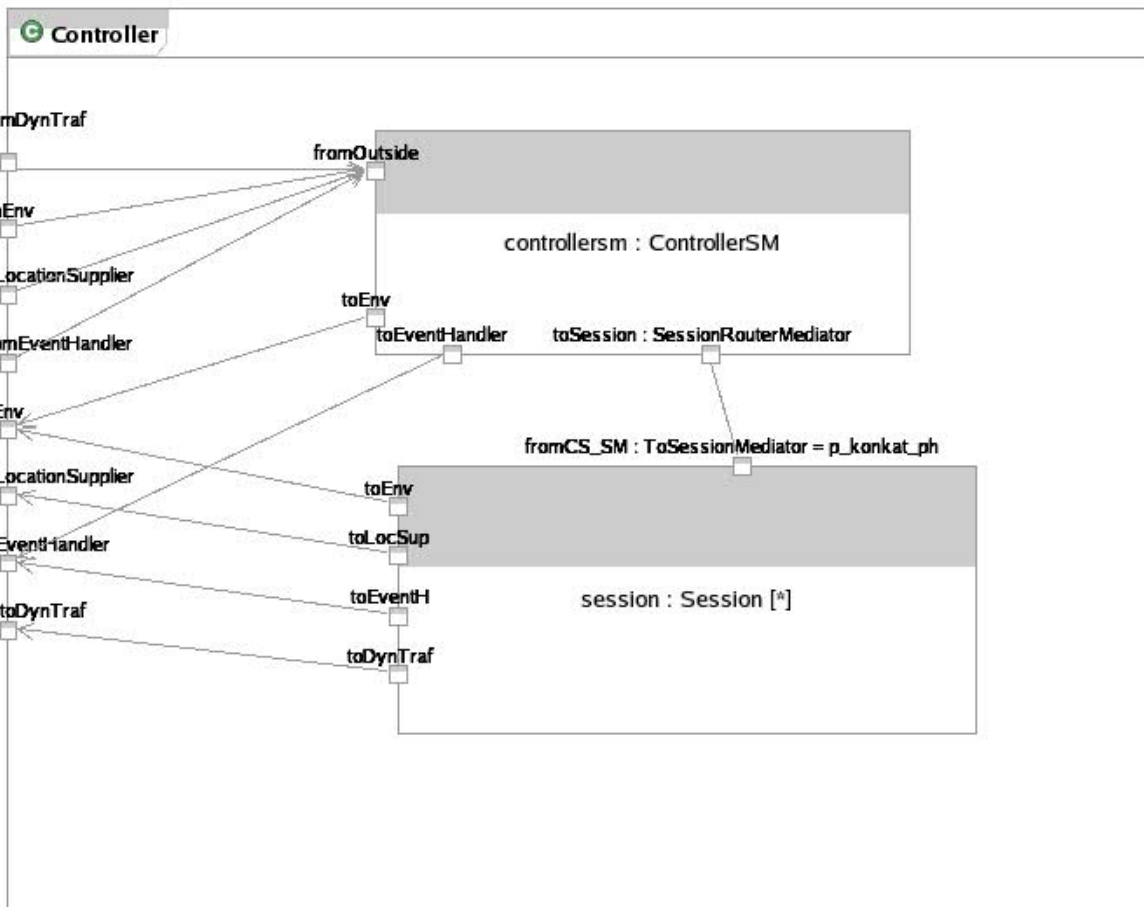 Controller
mDynTraf
fromOutside
Env
controllersm : ControllerSM
LocationSupplier
toEnv
mEventHandler
toEventHandler
toSession : SessionRouterMediator
Env
fromCS_SM : ToSessionMediator = p_konkat_ph
LocationSupplier
toEnv
toLocSup
EventHandler
toEventH
session : Session [*]
toDynTraf
toDynTraf